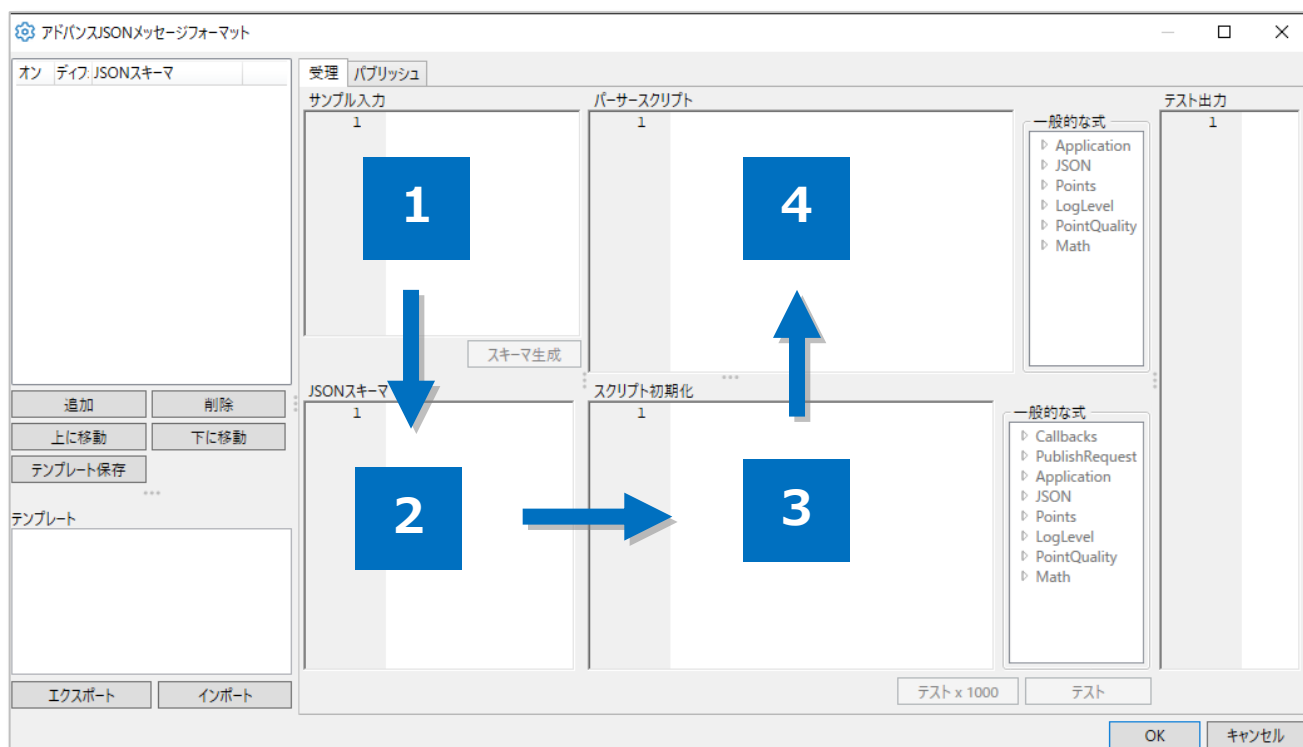 アドバンスJSONメッセージフォーマット
オン ディフ: JSONスキーマ
追加 削除
上に移動 下に移動
テンプレート保存
テンプレート
エクスポート インポート
受理 パブリッシュ
サンプル入力
1
1
スキーマ生成
JSONスキーマ
1
2
パーサースクリプト
1
4
一般的な式
Application
JSON
Points
LogLevel
PointQuality
Math
スクリプト初期化
1
3
一般的な式
Callbacks
PublishRequest
Application
JSON
Points
LogLevel
PointQuality
Math
テスト x 1000 テスト
テスト出力
1
OK キャンセル